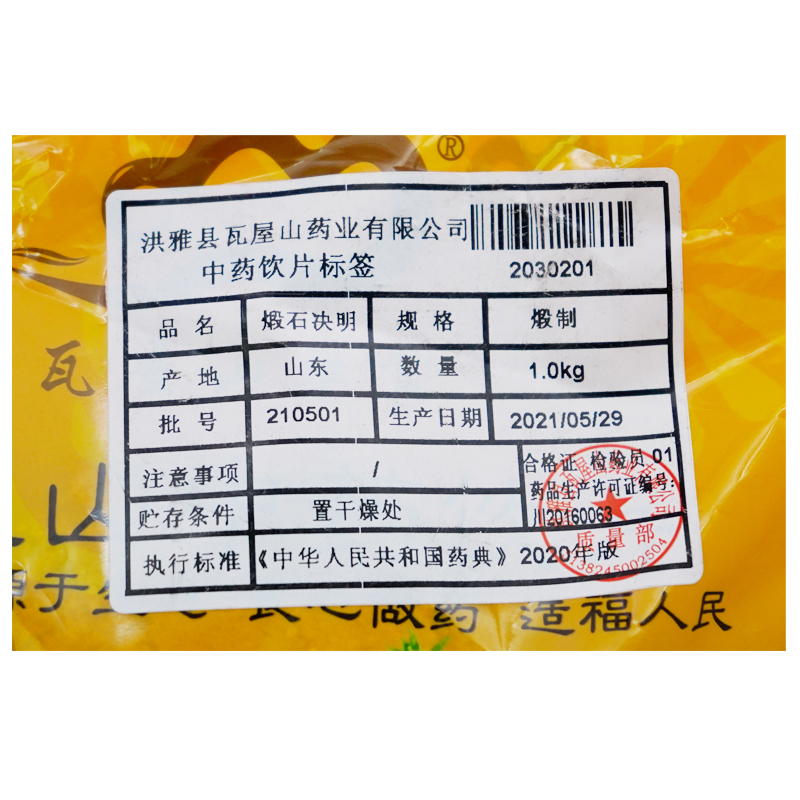 ®
洪雅县瓦屋山药业有限公司
中药饮片标签
2030201
品 名 煅石决明 规 格 煅制
产 地 山东 数 量 1.0kg
批 号 210501 生产日期 2021/05/29
注意事项 /
合格证 检验员 01
药品生产许可证编号:
川20160063
贮存条件 置干燥处
执行标准 《中华人民共和国药典》 2020年版
质量部
138245002504
瓦
山
源于生 良心做药 造福人民